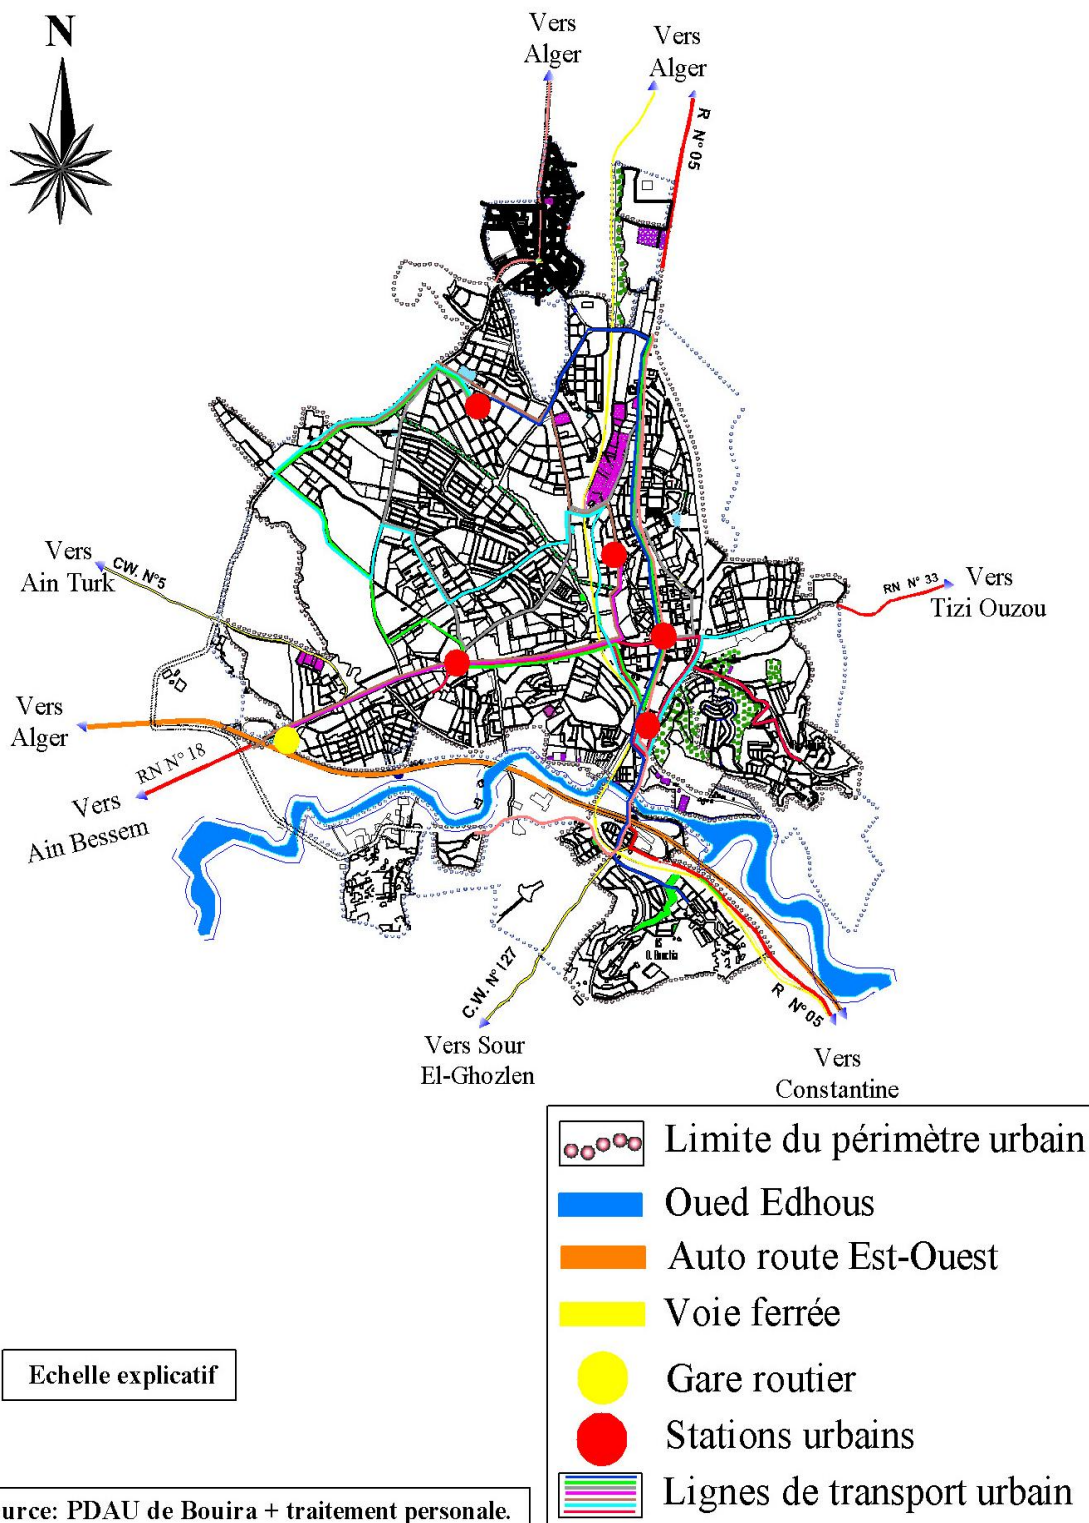 N
Vers
Alger
Vers
Alger
R N° 05
Vers
Ain Turk
CW. N°5
RN N° 33
Vers
Tizi Ouzou
Vers
Alger
RN N° 18
Vers
Ain Bessem
C.W. N° 127
Vers Sour
El-Ghozlen
R N° 05
Vers
Constantine
Limite du périmètre urbain
Oued Edhous
Auto route Est-Ouest
Voie ferrée
Gare routier
Stations urbains
Lignes de transport urbain
Echelle explicatif
urce: PDAU de Bouira + traitement personale.